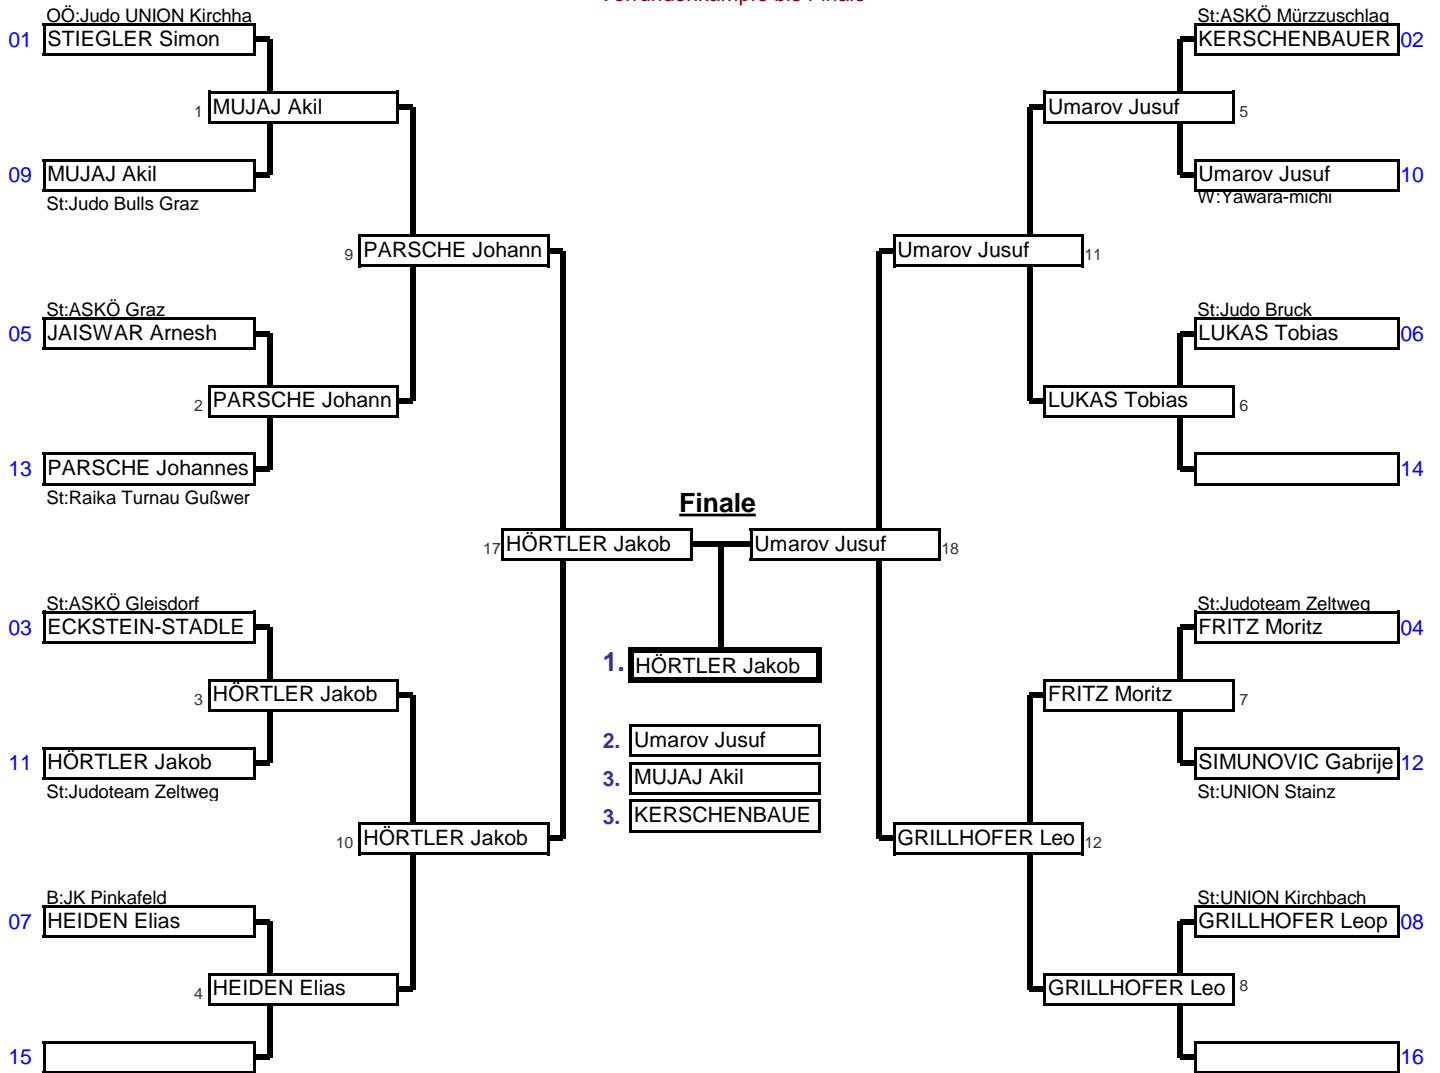 OÖ:Judo UNION Kirchha
01 STIEGLER Simon
1 MUJAJ Akil
09 MUJAJ Akil
St:Judo Bulls Graz
9 PARSCHE Johann
St:ASKÖ Graz
05 JAISWAR Arnesh
2 PARSCHE Johann
13 PARSCHE Johannes
St:Raika Turnau Gußwer
17 HÖRTLER Jakob
St:ASKÖ Gleisdorf
03 ECKSTEIN-STADLE
3 HÖRTLER Jakob
11 HÖRTLER Jakob
St:Judoteam Zeltweg
10 HÖRTLER Jakob
B:JK Pinkafeld
07 HEIDEN Elias
4 HEIDEN Elias
15
Finale
1. HÖRTLER Jakob
2. Umarov Jusuf
3. MUJAJ Akil
3. KERSCHENBAUE
St:ASKÖ Mürzzuschlag
KERSCHENBAUER 02
Umarov Jusuf 5
Umarov Jusuf 10
W:Yawara-michi
Umarov Jusuf 11
St:Judo Bruck
LUKAS Tobias 06
LUKAS Tobias 6
14
Umarov Jusuf 18
St:Judoteam Zeltweg
FRITZ Moritz 04
FRITZ Moritz 7
SIMUNOVIC Gabrije 12
St:UNION Stainz
GRILLHOFER Leo 12
St:UNION Kirchbach
GRILLHOFER Leop 08
GRILLHOFER Leo 8
16